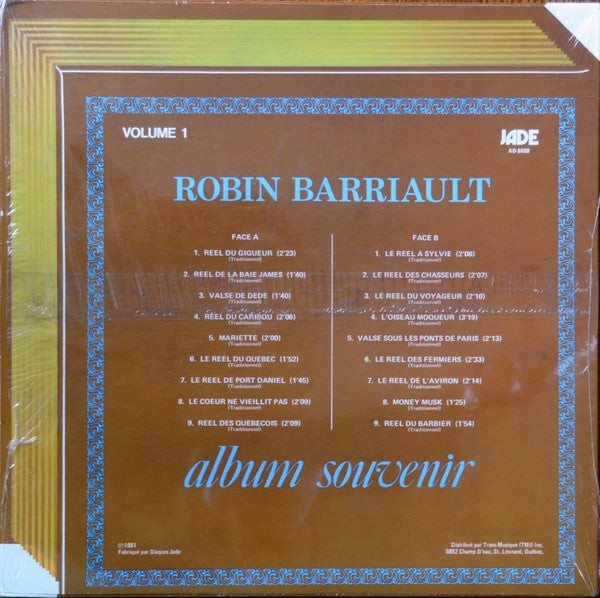 VOLUME 1
JADE
AD 8688
ROBIN BARRIAULT
FACE A
1. REEL DU GIGUEUR (2'23)
(Traditionnel)
2. REEL DE LA BAIE JAMES (1'40)
(Traditionnel)
3. VALSE DE DEDE (1'40)
(Traditionnel)
4. REEL DU CARIBOU (2'06)
(Traditionnel)
5. MARIETTE (2'00)
(Traditionnel)
6. LE REEL DU QUEBEC (1'52)
(Traditionnel)
7. LE REEL DE PORT DANIEL (1'45)
(Traditionnel)
8. LE COEUR NE VIEILLIT PAS (2'09)
(Traditionnel)
9. REEL DES QUEBECOIS (2'09)
(Traditionnel)
FACE B
1. LE REEL A SYLVIE (2'08)
(Traditionnel)
2. LE REEL DES CHASSEURS (2'07)
(Traditionnel)
3. LE REEL DU VOYAGEUR (2'10)
(Traditionnel)
4. L'OISEAU MOQUEUR (3'19)
(Traditionnel)
5. VALSE SOUS LES PONTS DE PARIS (2'13)
(Traditionnel)
6. LE REEL DES FERMIERS (2'33)
(Traditionnel)
7. LE REEL DE L'AVIRON (2'14)
(Traditionnel)
8. MONEY MUSK (1'25)
(Traditionnel)
9. REEL DU BARBIER (1'54)
(Traditionnel)
album souvenir
℗1981
Fabriqué par Disques Jade
Distribué par Trans-Musique (TMI) Inc.
8892 Champ D'eau, St. Léonard, Québec.